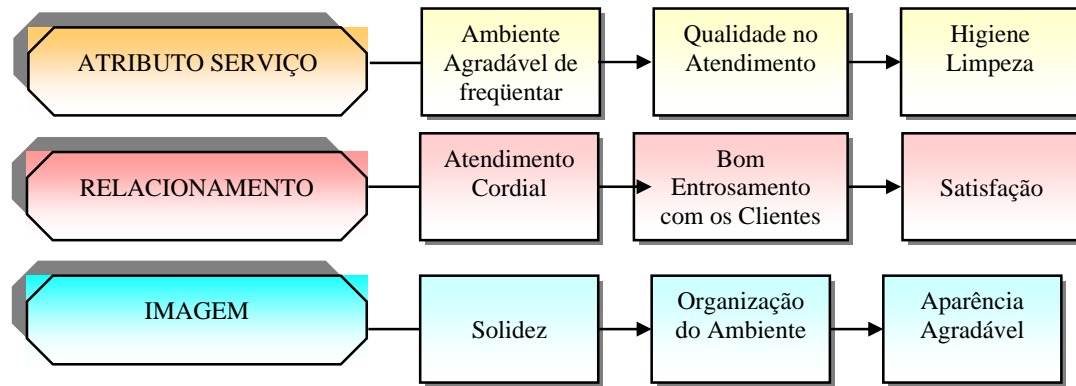 ATRIBUTO SERVIÇO
Ambiente
Agradável de
freqüentar
Qualidade no
Atendimento
Higiene
Limpeza
RELACIONAMENTO
Atendimento
Cordial
Bom
Entrosamento
com os Clientes
Satisfação
IMAGEM
Solidez
Organização
do Ambiente
Aparência
Agradável